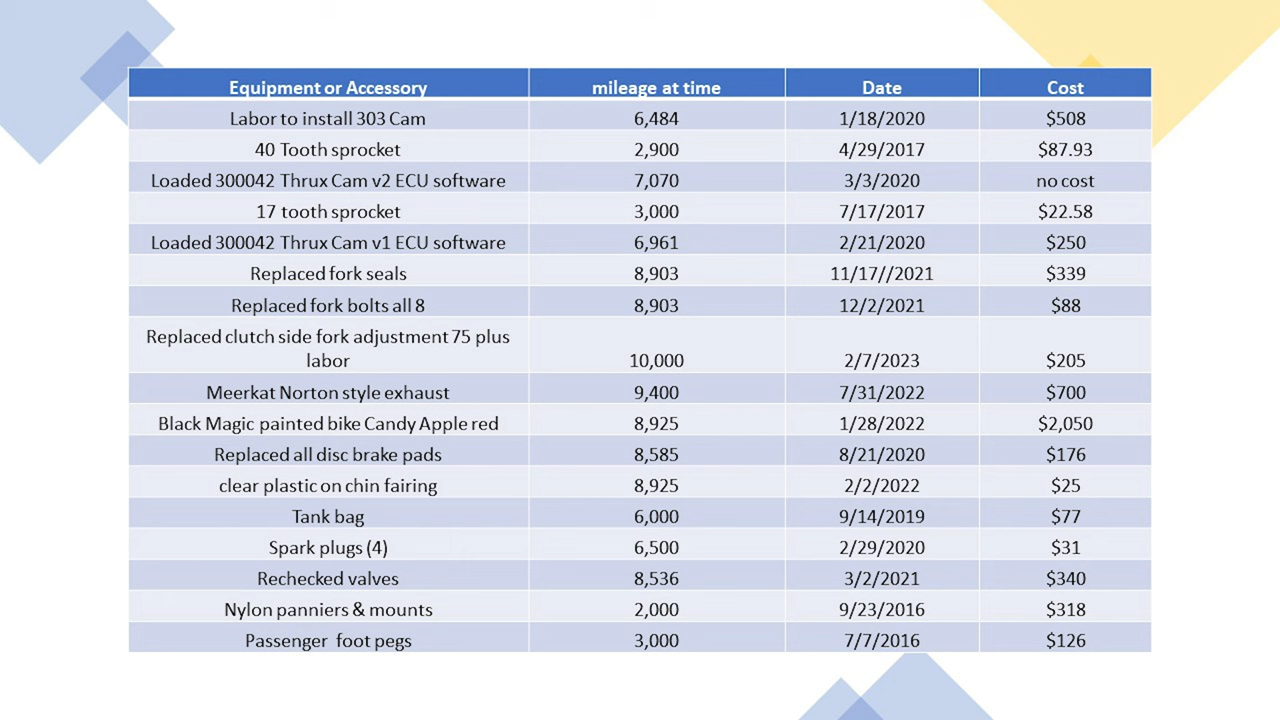 Equipment or Accessory mileage at time Date Cost
Labor to install 303 Cam 6,484 1/18/2020 $508
40 Tooth sprocket 2,900 4/29/2017 $87.93
Loaded 300042 Thrux Cam v2 ECU software 7,070 3/3/2020 no cost
17 tooth sprocket 3,000 7/17/2017 $22.58
Loaded 300042 Thrux Cam v1 ECU software 6,961 2/21/2020 $250
Replaced fork seals 8,903 11/17//2021 $339
Replaced fork bolts all 8 8,903 12/2/2021 $88
Replaced clutch side fork adjustment 75 plus
labor 10,000 2/7/2023 $205
Meerkat Norton style exhaust 9,400 7/31/2022 $700
Black Magic painted bike Candy Apple red 8,925 1/28/2022 $2,050
Replaced all disc brake pads 8,585 8/21/2020 $176
clear plastic on chin fairing 8,925 2/2/2022 $25
Tank bag 6,000 9/14/2019 $77
Spark plugs (4) 6,500 2/29/2020 $31
Rechecked valves 8,536 3/2/2021 $340
Nylon panniers & mounts 2,000 9/23/2016 $318
Passenger foot pegs 3,000 7/7/2016 $126